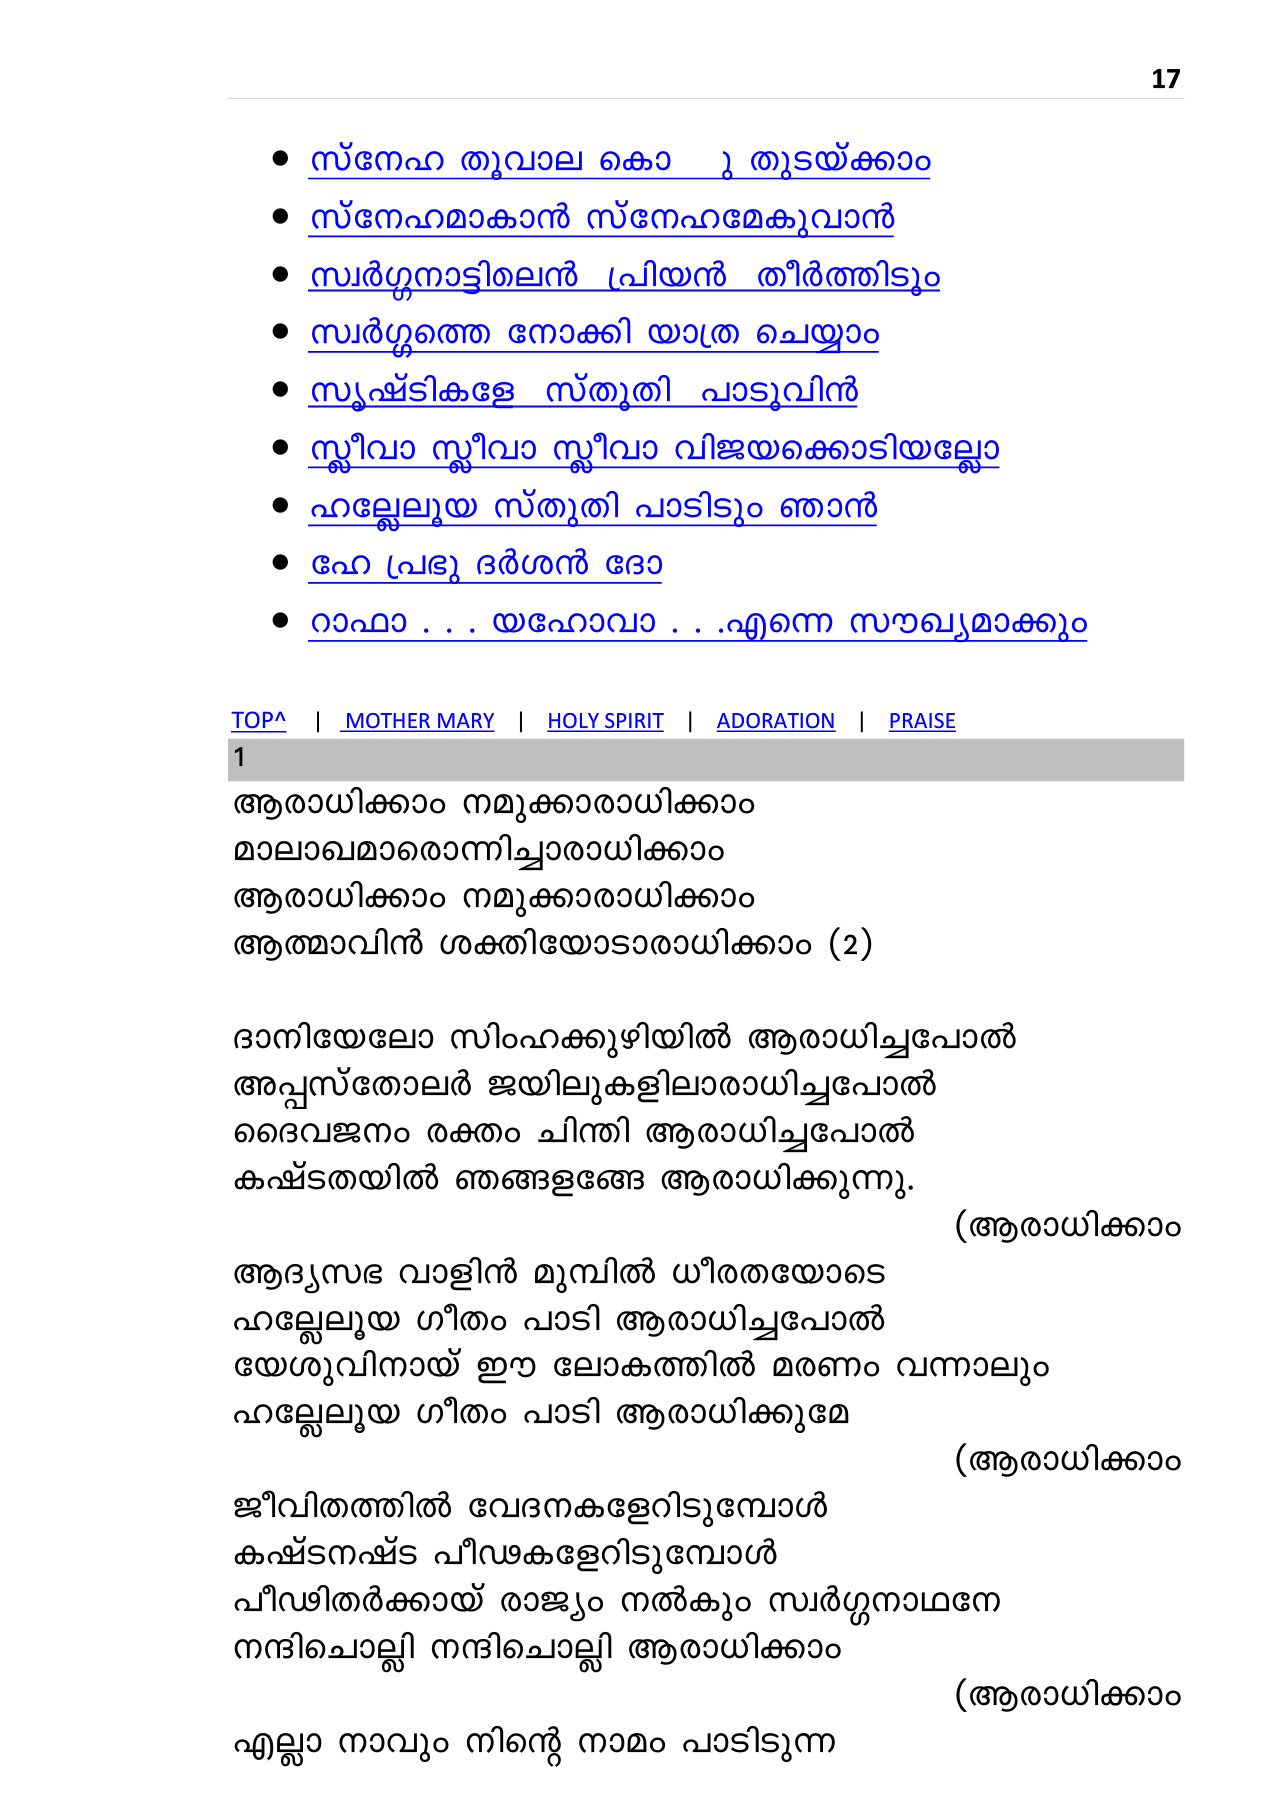 17
• സ്നേഹ തൂവാല കൊ ു തുടയ്ക്കാം
• സ്നേഹമാകാൻ സ്നേഹമേകുവാൻ
• സ്വർഗ്ഗനാട്ടിലെൻ പ്രിയൻ തീർത്തിടും
• സ്വർഗ്ഗത്തെ നോക്കി യാത്ര ചെയ്യാം
• സൃഷ്ടികളേ സ്തുതി പാടുവിൻ
• സ്ലീവാ സ്ലീവാ സ്ലീവാ വിജയക്കൊടിയല്ലോ
• ഹല്ലേലൂയ സ്തുതി പാടിടും ഞാൻ
• ഹേ പ്രഭു ദർശൻ ദോ
• റാഫാ . . . യഹോവാ . . .എന്നെ സൗഖ്യമാക്കും
TOP^ | MOTHER MARY | HOLY SPIRIT | ADORATION | PRAISE
1
ആരാധിക്കാം നമുക്കാരാധിക്കാം
മാലാഖമാരൊന്നിച്ചാരാധിക്കാം
ആരാധിക്കാം നമുക്കാരാധിക്കാം
ആത്മാവിൻ ശക്തിയോടാരാധിക്കാം (2)
ദാനിയേലോ സിംഹക്കുഴിയിൽ ആരാധിച്ചപോൽ
അപ്പസ്തോലർ ജയിലുകളിലാരാധിച്ചപോൽ
ദൈവജനം രക്തം ചിന്തി ആരാധിച്ചപോൽ
കഷ്ടതയിൽ ഞങ്ങളങ്ങേ ആരാധിക്കുന്നു.
(ആരാധിക്കാം
ആദ്യസഭ വാളിൻ മുമ്പിൽ ധീരതയോടെ
ഹല്ലേലൂയ ഗീതം പാടി ആരാധിച്ചപോൽ
യേശുവിനായ് ഈ ലോകത്തിൽ മരണം വന്നാലും
ഹല്ലേലൂയ ഗീതം പാടി ആരാധിക്കുമേ
(ആരാധിക്കാം
ജീവിതത്തിൽ വേദനകളേറിടുമ്പോൾ
കഷ്ടനഷ്ട പീഢകളേറിടുമ്പോൾ
പീഢിതർക്കായ് രാജ്യം നൽകും സ്വർഗ്ഗനാഥനേ
നന്ദിചൊല്ലി നന്ദിചൊല്ലി ആരാധിക്കാം
(ആരാധിക്കാം
എല്ലാ നാവും നിന്റെ നാമം പാടിടുന്ന